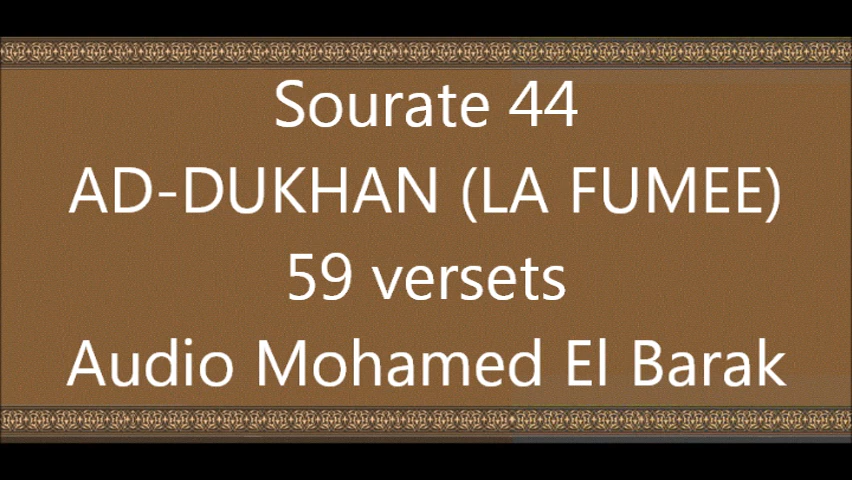 Sourate 44
AD-DUKHAN (LA FUMEE)
59 versets
Audio Mohamed El Barak